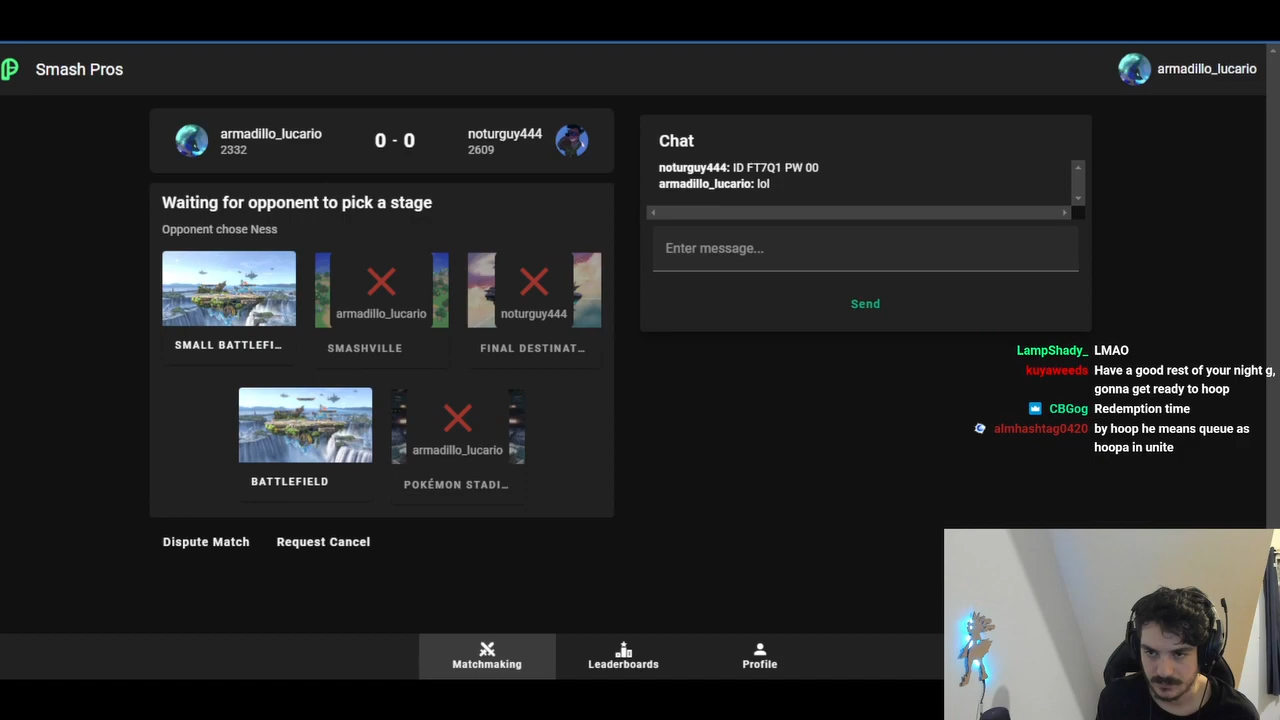 Smash Pros
armadillo_lucario
armadillo_lucario
2332
0 - 0
noturguy444
2609
Waiting for opponent to pick a stage
Opponent chose Ness
armadillo_lucario
noturguy444
SMALL BATTLEFI...
SMASHVILLE
FINAL DESTINAT...
armadillo_lucario
BATTLEFIELD
POKÉMON STADI...
Dispute Match
Request Cancel
Chat
noturguy444: ID FT7Q1 PW 00
armadillo_lucario: lol
Enter message...
Send
LampShady_ LMAO
kuyaweeds Have a good rest of your night g,
gonna get ready to hoop
CBGog Redemption time
almhashtag0420 by hoop he means queue as
hoopa in unite
Matchmaking
Leaderboards
Profile